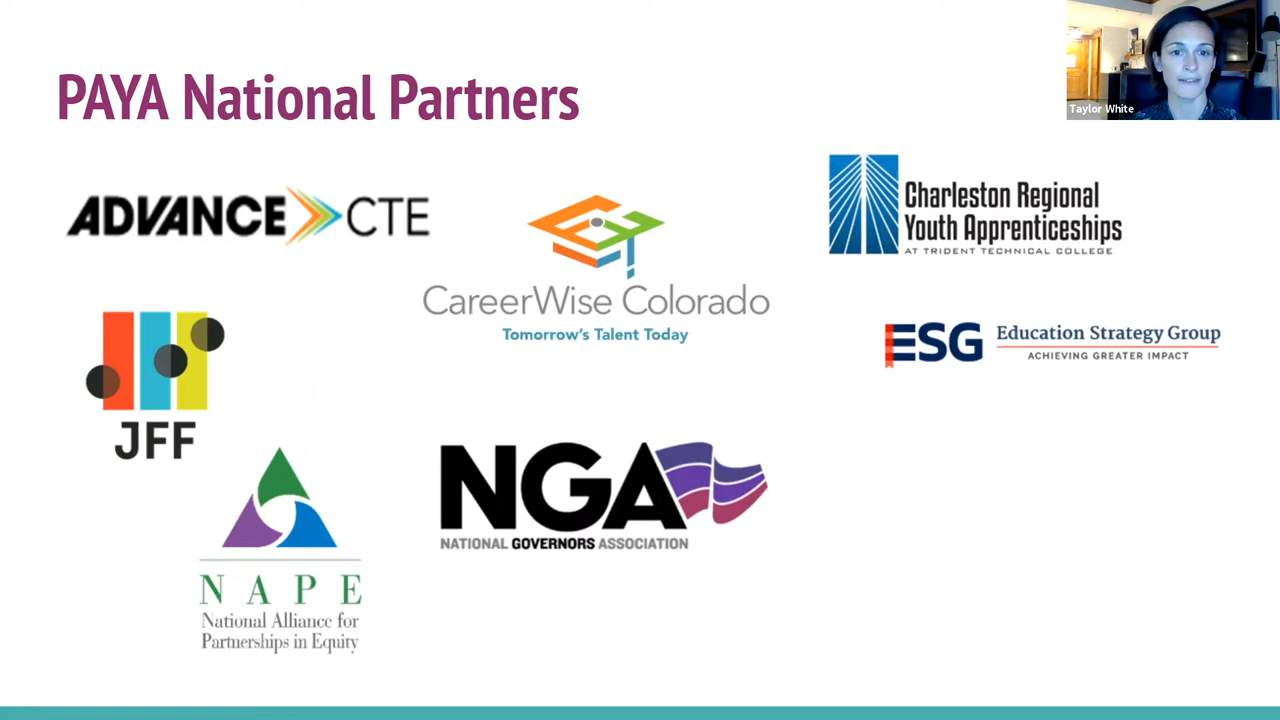 PAYA National Partners
Taylor White
ADVANCE CTE
CareerWise Colorado
Tomorrow's Talent Today
Charleston Regional
Youth Apprenticeships
AT TRIDENT TECHNICAL COLLEGE
JFF
ESG Education Strategy Group
ACHIEVING GREATER IMPACT
NGA
NATIONAL GOVERNORS ASSOCIATION
NAPE
National Alliance for
Partnerships in Equity